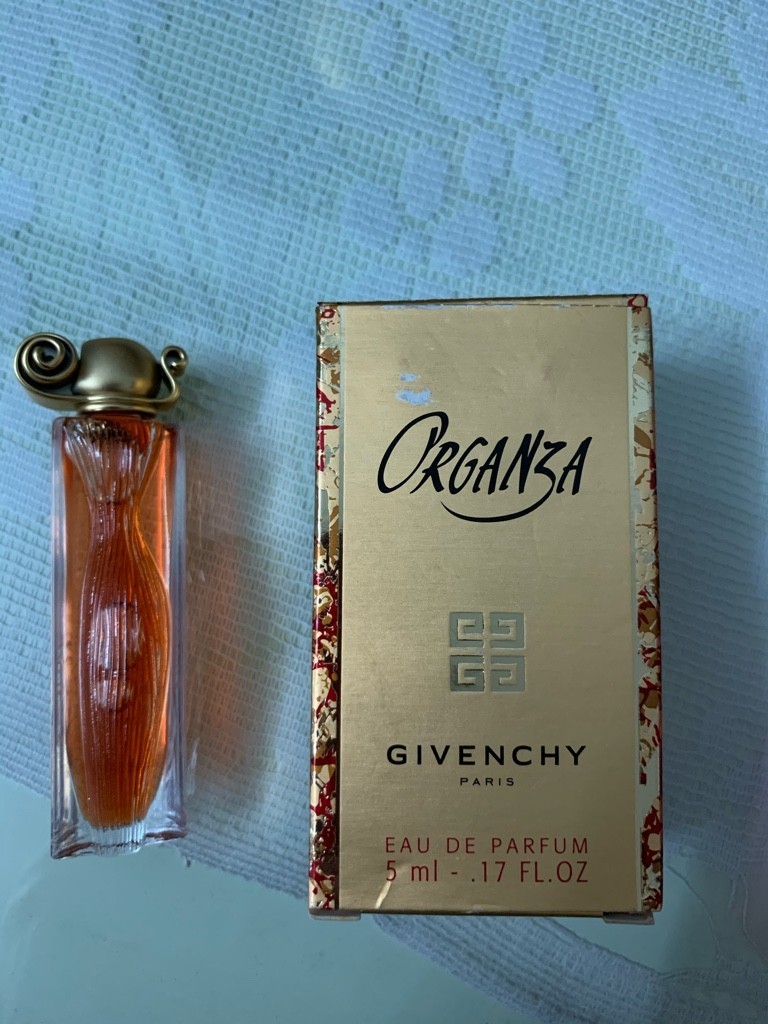 ORGANZA
GIVENCHY
PARIS
EAU DE PARFUM
5 ml - .17 FL.OZ